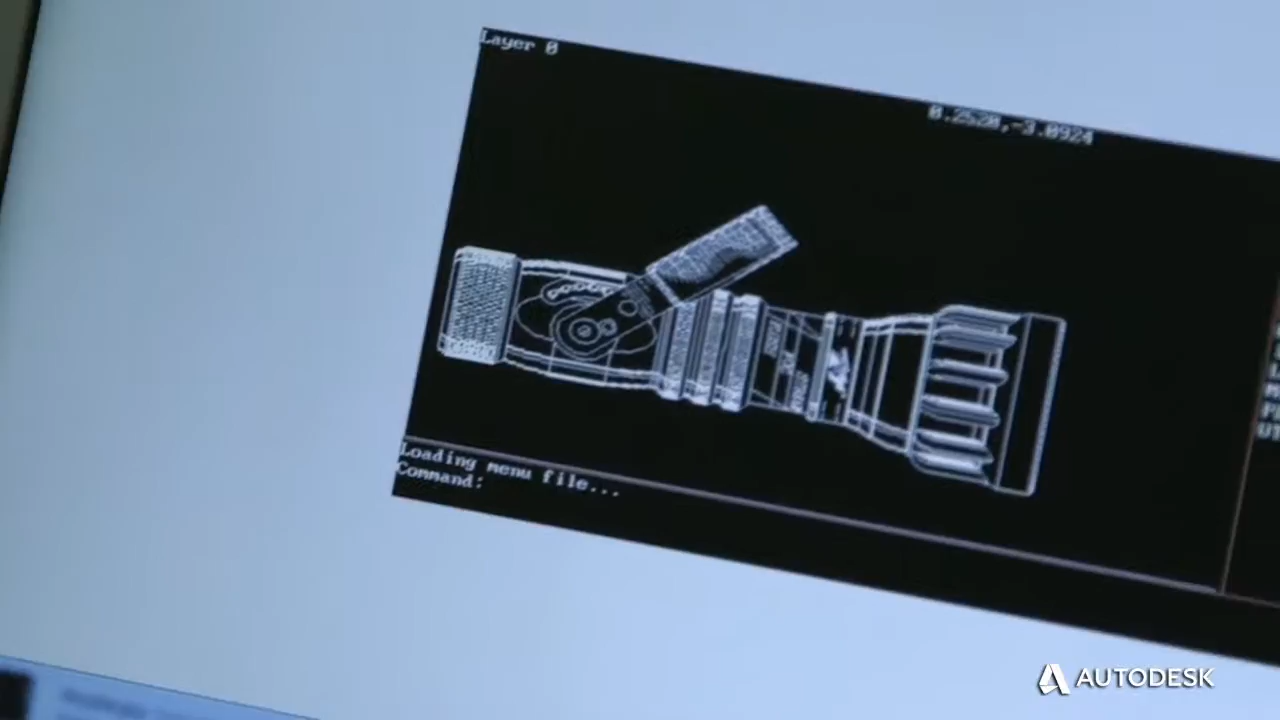 Layer 0
0.2520,-3.0924
Loading menu file...
Command:
AUTODESK